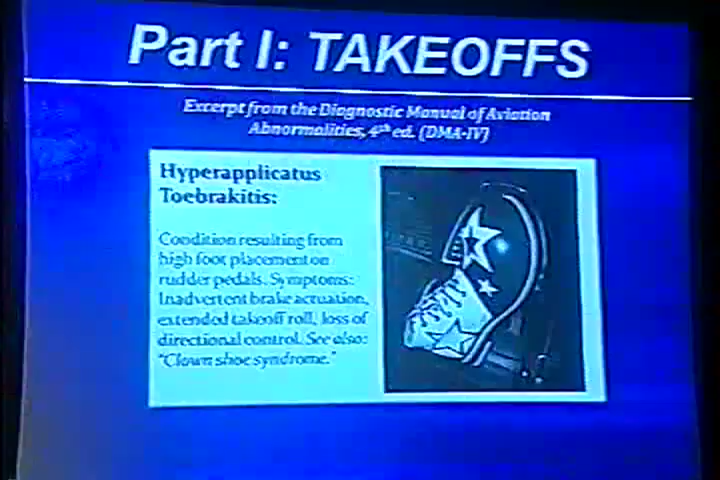 Part I: TAKEOFFS
Excerpt from the Diagnostic Manual of Aviation
Abnormalities, 4th ed. (DMA-IV)
Hyperapplicatus
Toebrakitis:
Condition resulting from
high foot placement on
rudder pedals. Symptoms:
Inadvertent brake actuation,
extended takeoff roll, loss of
directional control. See also:
"Clown shoe syndrome."